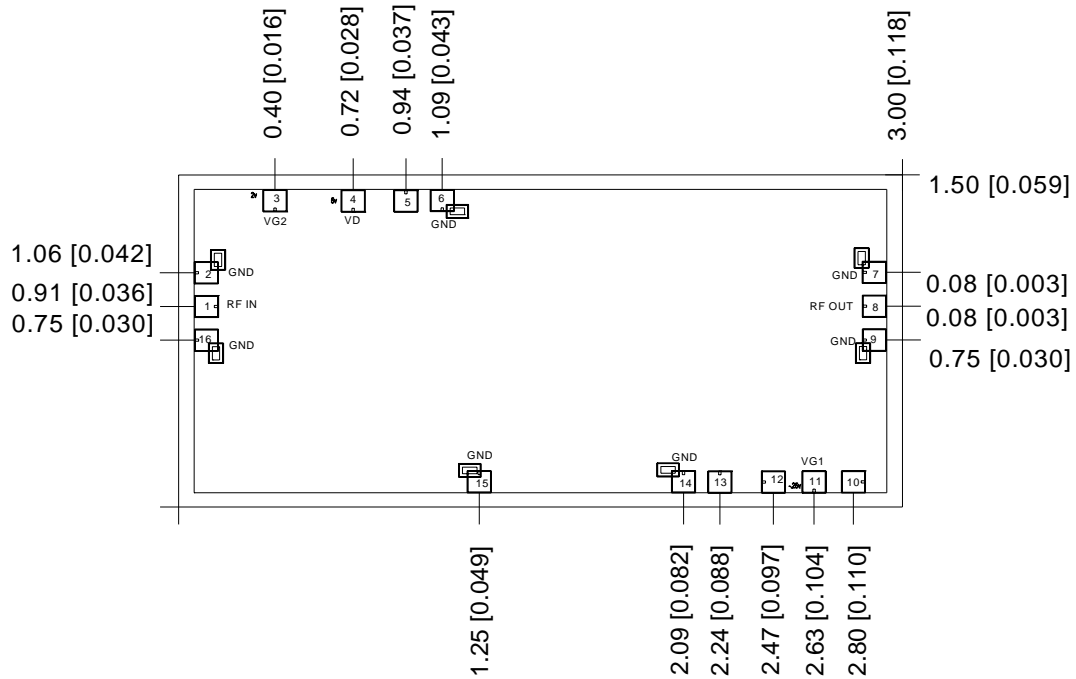 0.40 [0.016]
0.72 [0.028]
0.94 [0.037]
1.09 [0.043]
3.00 [0.118]
1.50 [0.059]
3
4
5
6
VG2
VD
GND
1.06 [0.042]
0.91 [0.036]
0.75 [0.030]
2 GND
1 RF IN
16 GND
GND 7
RF OUT 8
GND 9
0.08 [0.003]
0.08 [0.003]
0.75 [0.030]
GND
GND
VG1
15
14
13
12
11
10
1.25 [0.049]
2.09 [0.082]
2.24 [0.088]
2.47 [0.097]
2.63 [0.104]
2.80 [0.110]